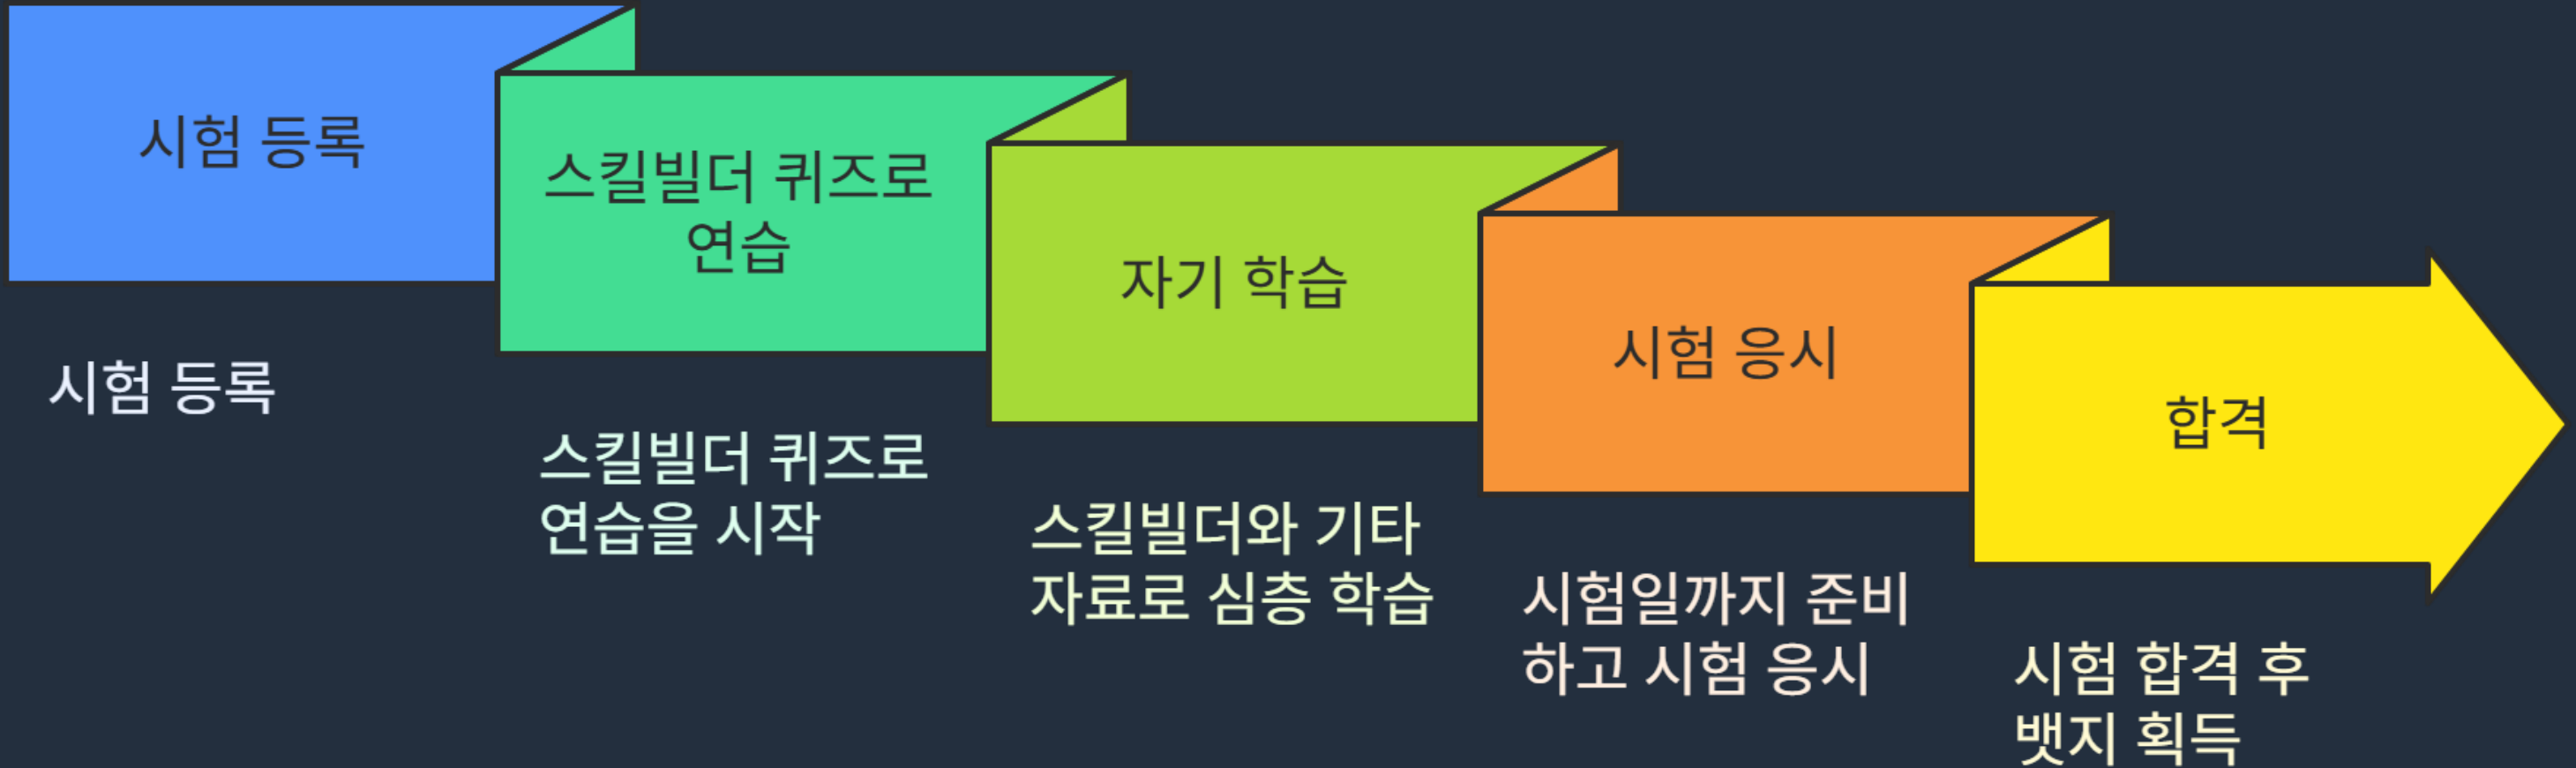 시험 등록
스킬빌더 퀴즈로
연습
자기 학습
시험 응시
합격
시험 등록
스킬빌더 퀴즈로
연습을 시작
스킬빌더와 기타
자료로 심층 학습
시험일까지 준비
하고 시험 응시
시험 합격 후
뱃지 획득